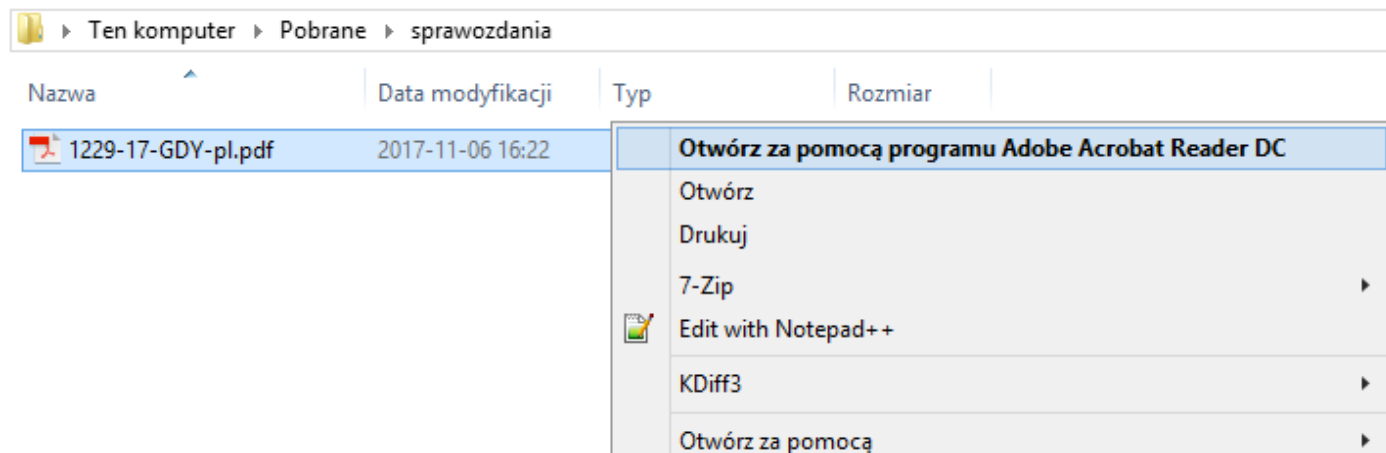 Ten komputer Pobrane sprawozdania
Nazwa Data modyfikacji Typ Rozmiar
1229-17-GDY-pl.pdf 2017-11-06 16:22
Otwórz za pomocą programu Adobe Acrobat Reader DC
Otwórz
Drukuj
7-Zip
Edit with Notepad++
KDiff3
Otwórz za pomocą